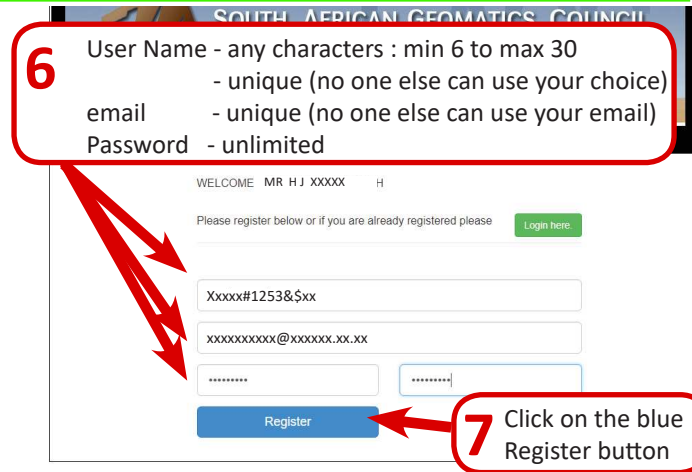 SOUTH AFRICAN GEOMATICS COUNCIL
6
User Name - any characters : min 6 to max 30
- unique (no one else can use your choice)
email - unique (no one else can use your email)
Password - unlimited
WELCOME MR H J XXXXX H
Please register below or if you are already registered please Login here.
Xxxxx#1253&$xx
xxxxxxxxxx@xxxxxx.xx.xx
••••••••• •••••••••
Register
7
Click on the blue
Register button